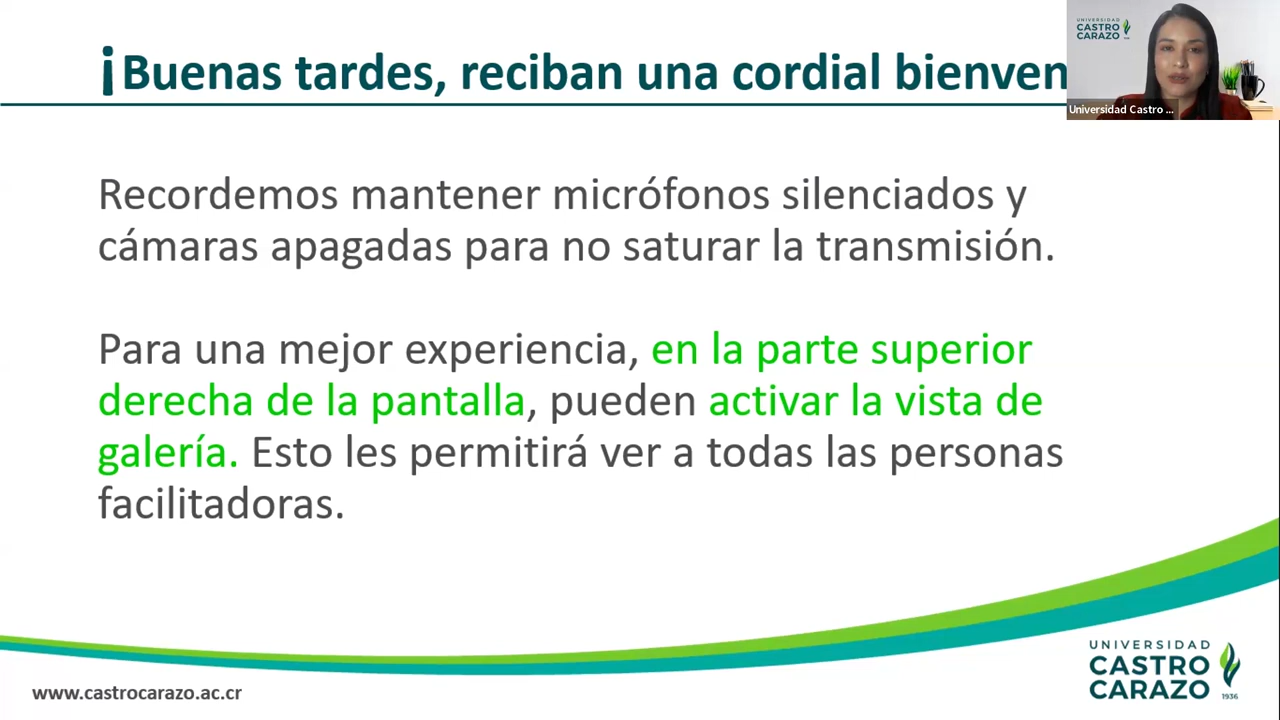 ¡Buenas tardes, reciban una cordial bienven
UNIVERSIDAD
CASTRO
CARAZO
Universidad Castro ...
Recordemos mantener micrófonos silenciados y
cámaras apagadas para no saturar la transmisión.
Para una mejor experiencia, en la parte superior
derecha de la pantalla, pueden activar la vista de
galería. Esto les permitirá ver a todas las personas
facilitadoras.
www.castrocarazo.ac.cr
UNIVERSIDAD
CASTRO
CARAZO
1936